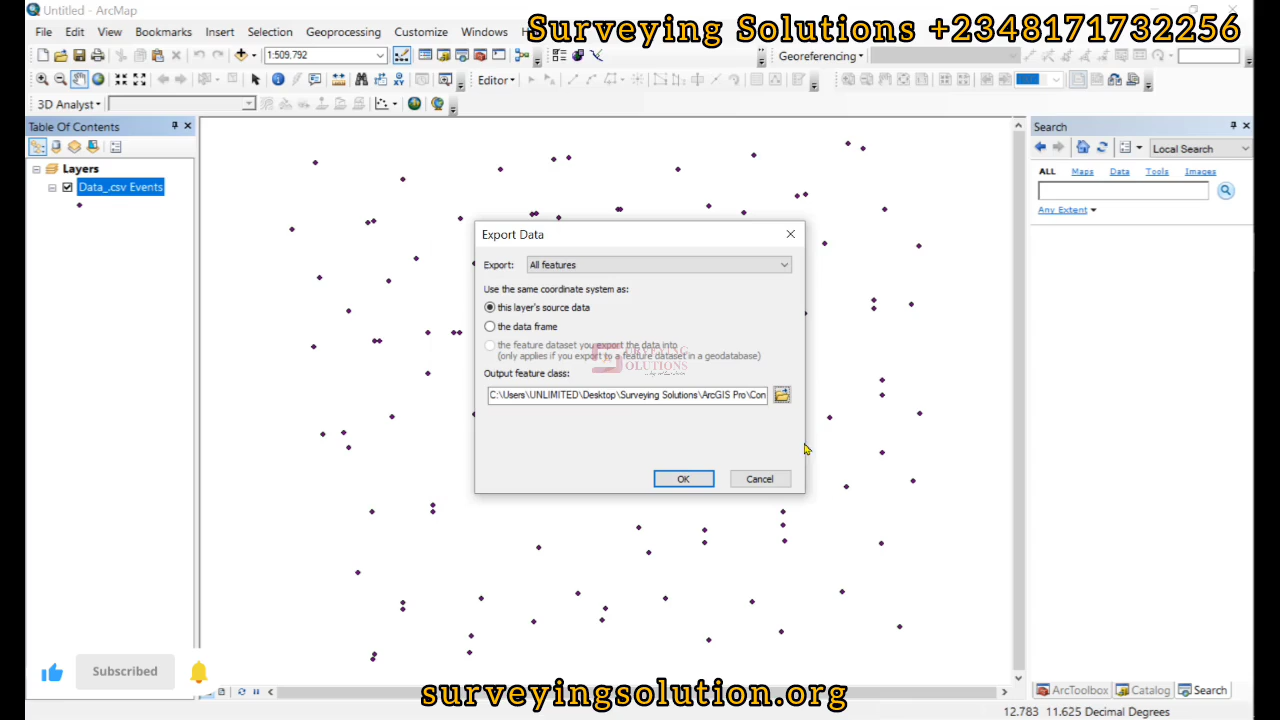 Untitled - ArcMap
Surveying Solutions +2348171732256
File Edit View Bookmarks Insert Selection Geoprocessing Customize Windows
1:509,792
Georeferencing
Editor
3D Analyst
Table Of Contents
Layers
Data_.csv Events
Search
Local Search
ALL Maps Data Tools Images
Any Extent
Export Data
Export: All features
Use the same coordinate system as:
this layer's source data
the data frame
the feature dataset you export the data into
(only applies if you export to a feature dataset in a geodatabase)
SOLUTIONS
Output feature class:
C:\Users\UNLIMITED\Desktop\Surveying Solutions\ArcGIS Pro\Con
OK Cancel
Subscribed
surveyingsolution.org
ArcToolbox Catalog Search
12.783 11.625 Decimal Degrees